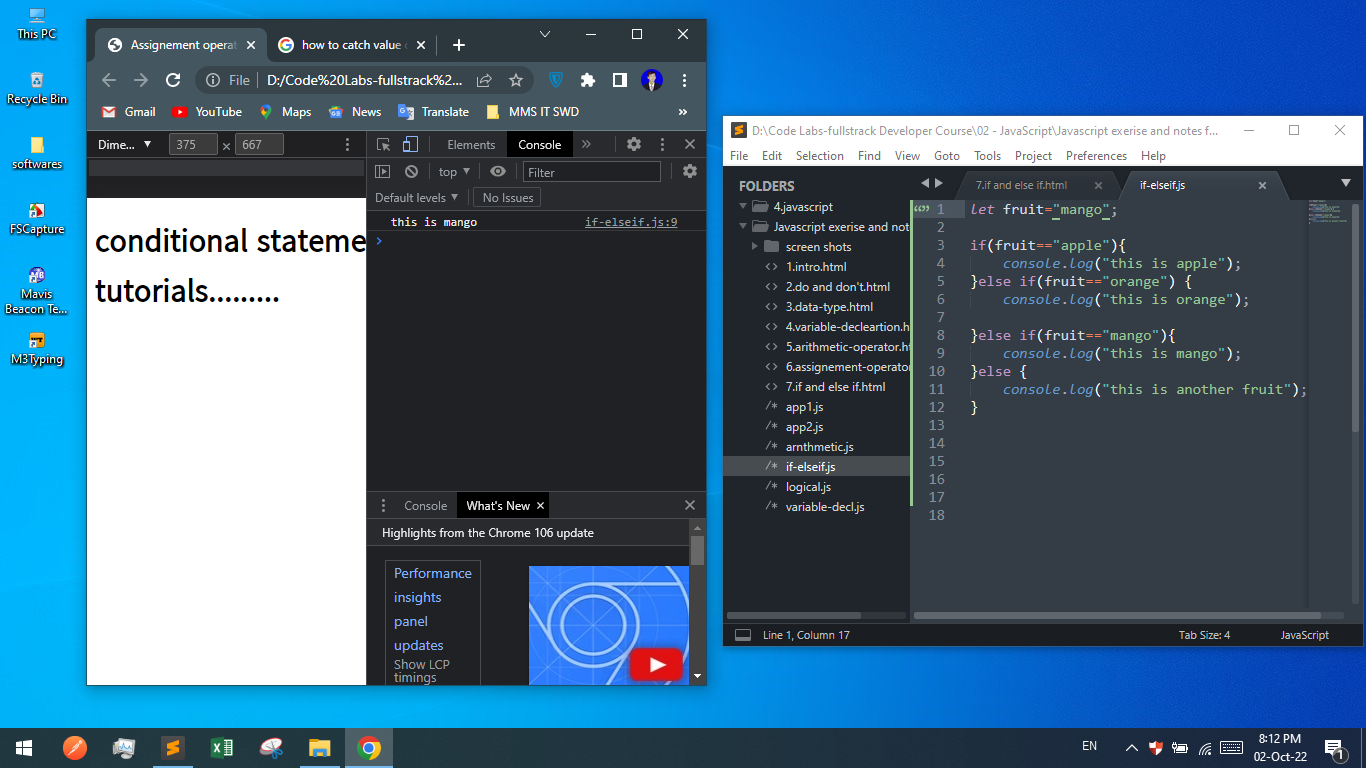 This PC
Recycle Bin
softwares
FSCapture
Mavis
Beacon Te...
M3Typing
Assignement operat
how to catch value
File
D:/Code%20Labs-fullstrack%2...
Gmail
YouTube
Maps
News
Translate
MMS IT SWD
»
Dime...
375
×
667
Elements
Console
»
top
Filter
Default levels
No Issues
this is mango
if-elseif.js:9
conditional stateme
tutorials.........
Console
What's New
Highlights from the Chrome 106 update
Performance
insights
panel
updates
Show LCP
timings
D:\Code Labs-fullstrack Developer Course\02 - JavaScript\Javascript exerise and notes f...
File Edit Selection Find View Goto Tools Project Preferences Help
FOLDERS
4.javascript
Javascript exerise and not
screen shots
1.intro.html
2.do and don't.html
3.data-type.html
4.variable-decleartion.h
5.arithmetic-operator.ht
6.assignement-operator
7.if and else if.html
app1.js
app2.js
arnthmetic.js
if-elseif.js
logical.js
variable-decl.js
7.if and else if.html
if-elseif.js
1 let fruit="mango";
2
3 if(fruit=="apple"){
4 console.log("this is apple");
5 }else if(fruit=="orange") {
6 console.log("this is orange");
7
8 }else if(fruit=="mango"){
9 console.log("this is mango");
10 }else {
11 console.log("this is another fruit");
12 }
13
14
15
16
17
18
Line 1, Column 17
Tab Size: 4
JavaScript
EN
8:12 PM
02-Oct-22
1